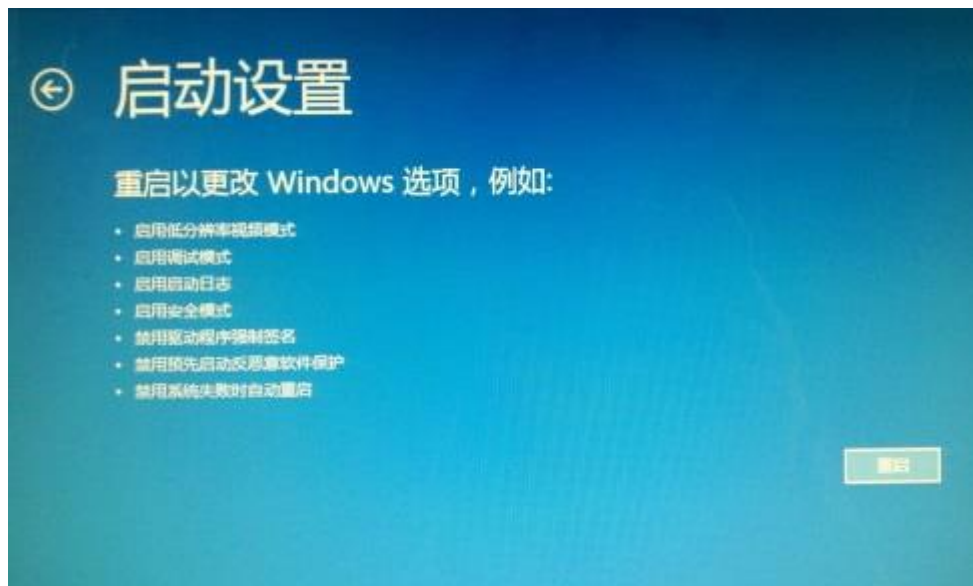 启动设置
重启以更改 Windows 选项，例如:
• 启用低分辨率视频模式
• 启用调试模式
• 启用启动日志
• 启用安全模式
• 禁用驱动程序强制签名
• 禁用预先启动反恶意软件保护
• 禁用系统失败时自动重启
重启